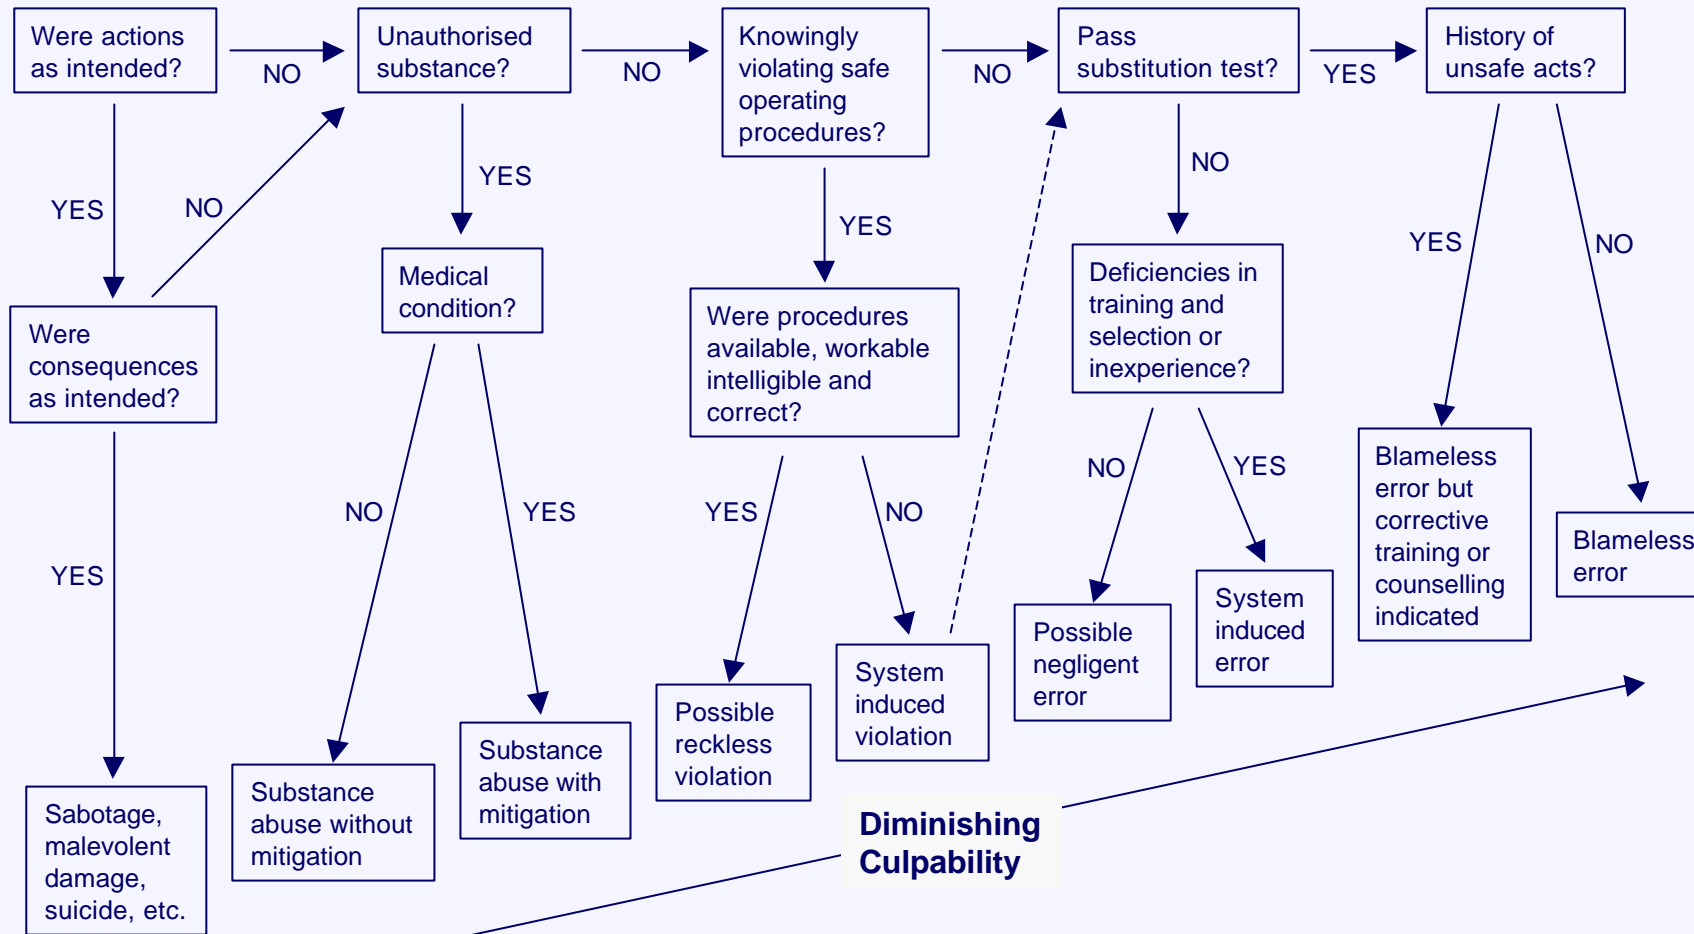 Were actions
as intended?
NO
Unauthorised
substance?
NO
Knowingly
violating safe
operating
procedures?
NO
Pass
substitution test?
YES
History of
unsafe acts?
YES
NO
YES
YES
NO
YES
NO
Were
consequences
as intended?
Medical
condition?
Were procedures
available, workable
intelligible and
correct?
Deficiencies in
training and
selection or
inexperience?
YES
NO
YES
YES
NO
NO
YES
Sabotage,
malevolent
damage,
suicide, etc.
Substance
abuse without
mitigation
Substance
abuse with
mitigation
Possible
reckless
violation
System
induced
violation
Possible
negligent
error
System
induced
error
Blameless
error but
corrective
training or
counselling
indicated
Blameless
error
Diminishing
Culpability